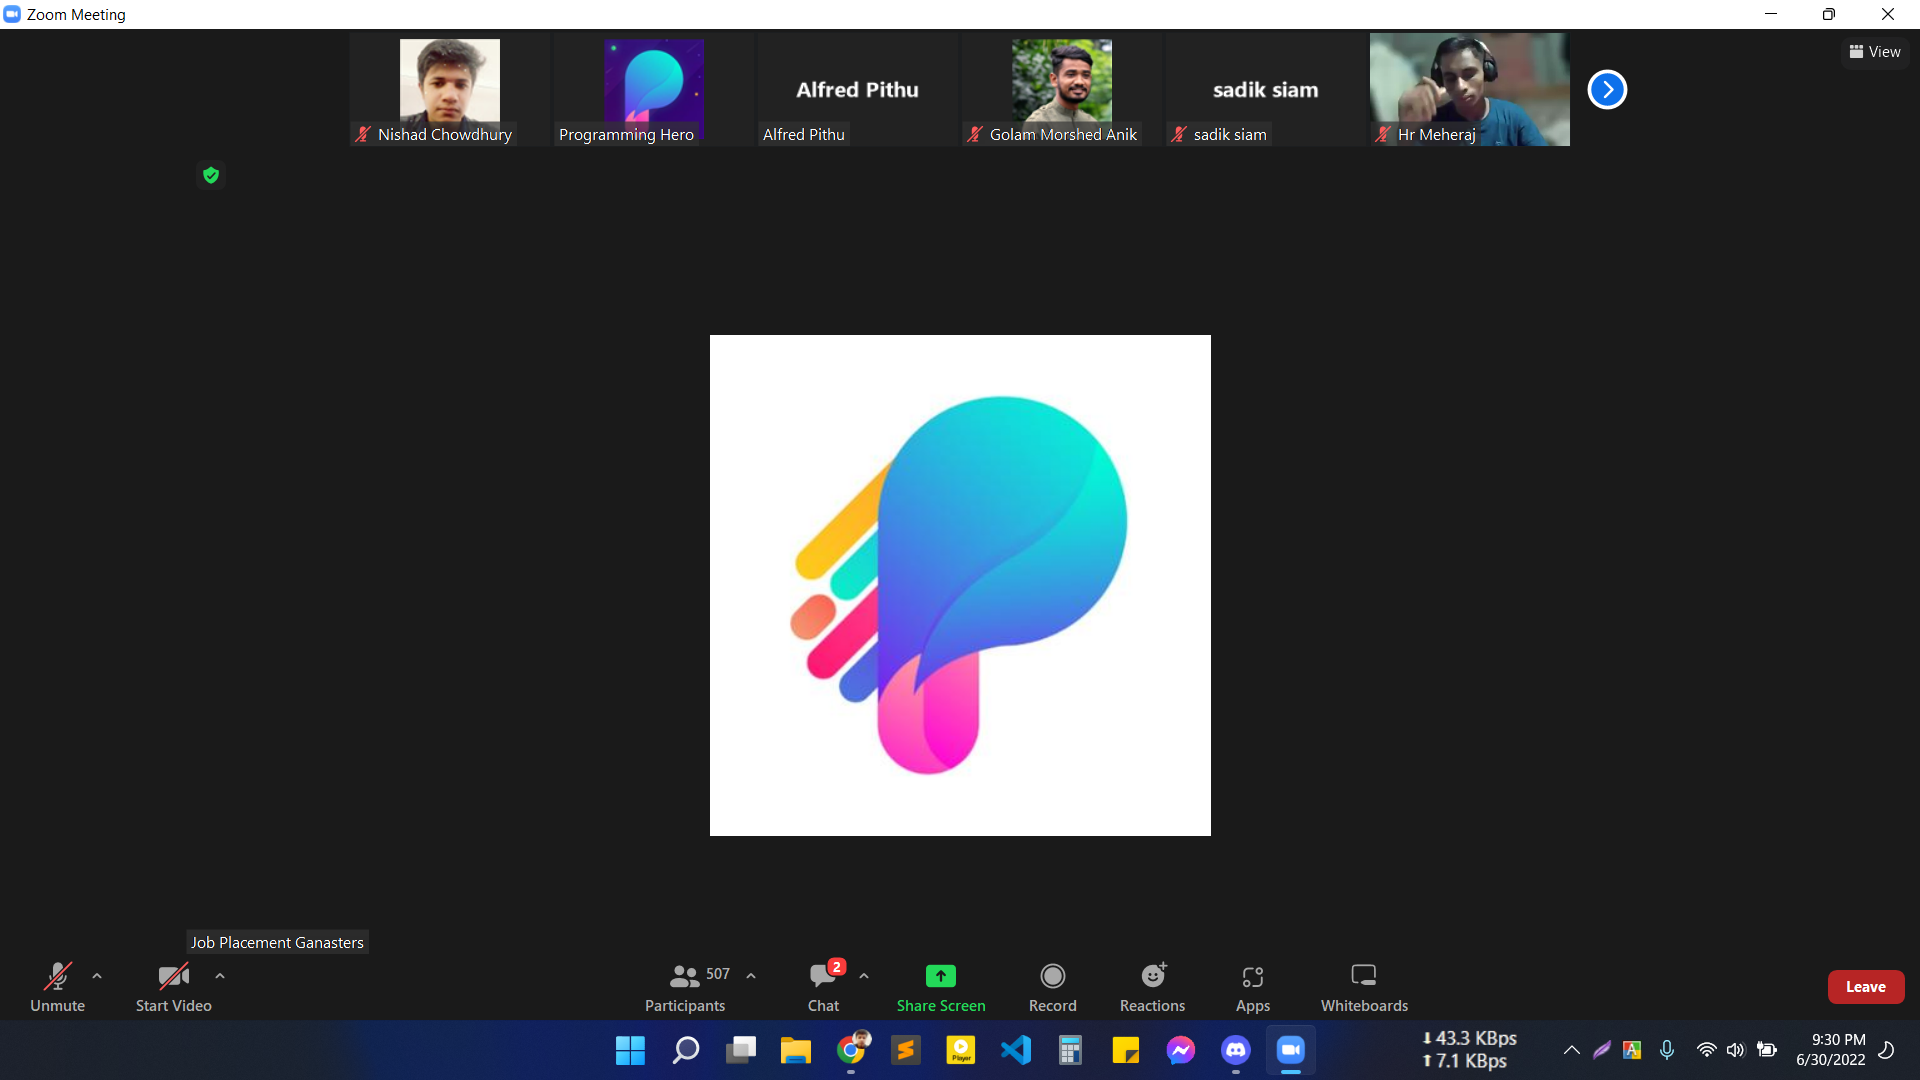 Zoom Meeting
View
Alfred Pithu
sadik siam
Nishad Chowdhury
Programming Hero
Alfred Pithu
Golam Morshed Anik
sadik siam
Hr Meheraj
Job Placement Ganasters
Unmute
Start Video
507
Participants
2
Chat
Share Screen
Record
Reactions
Apps
Whiteboards
Leave
Player
43.3 KBps
7.1 KBps
A
9:30 PM
6/30/2022